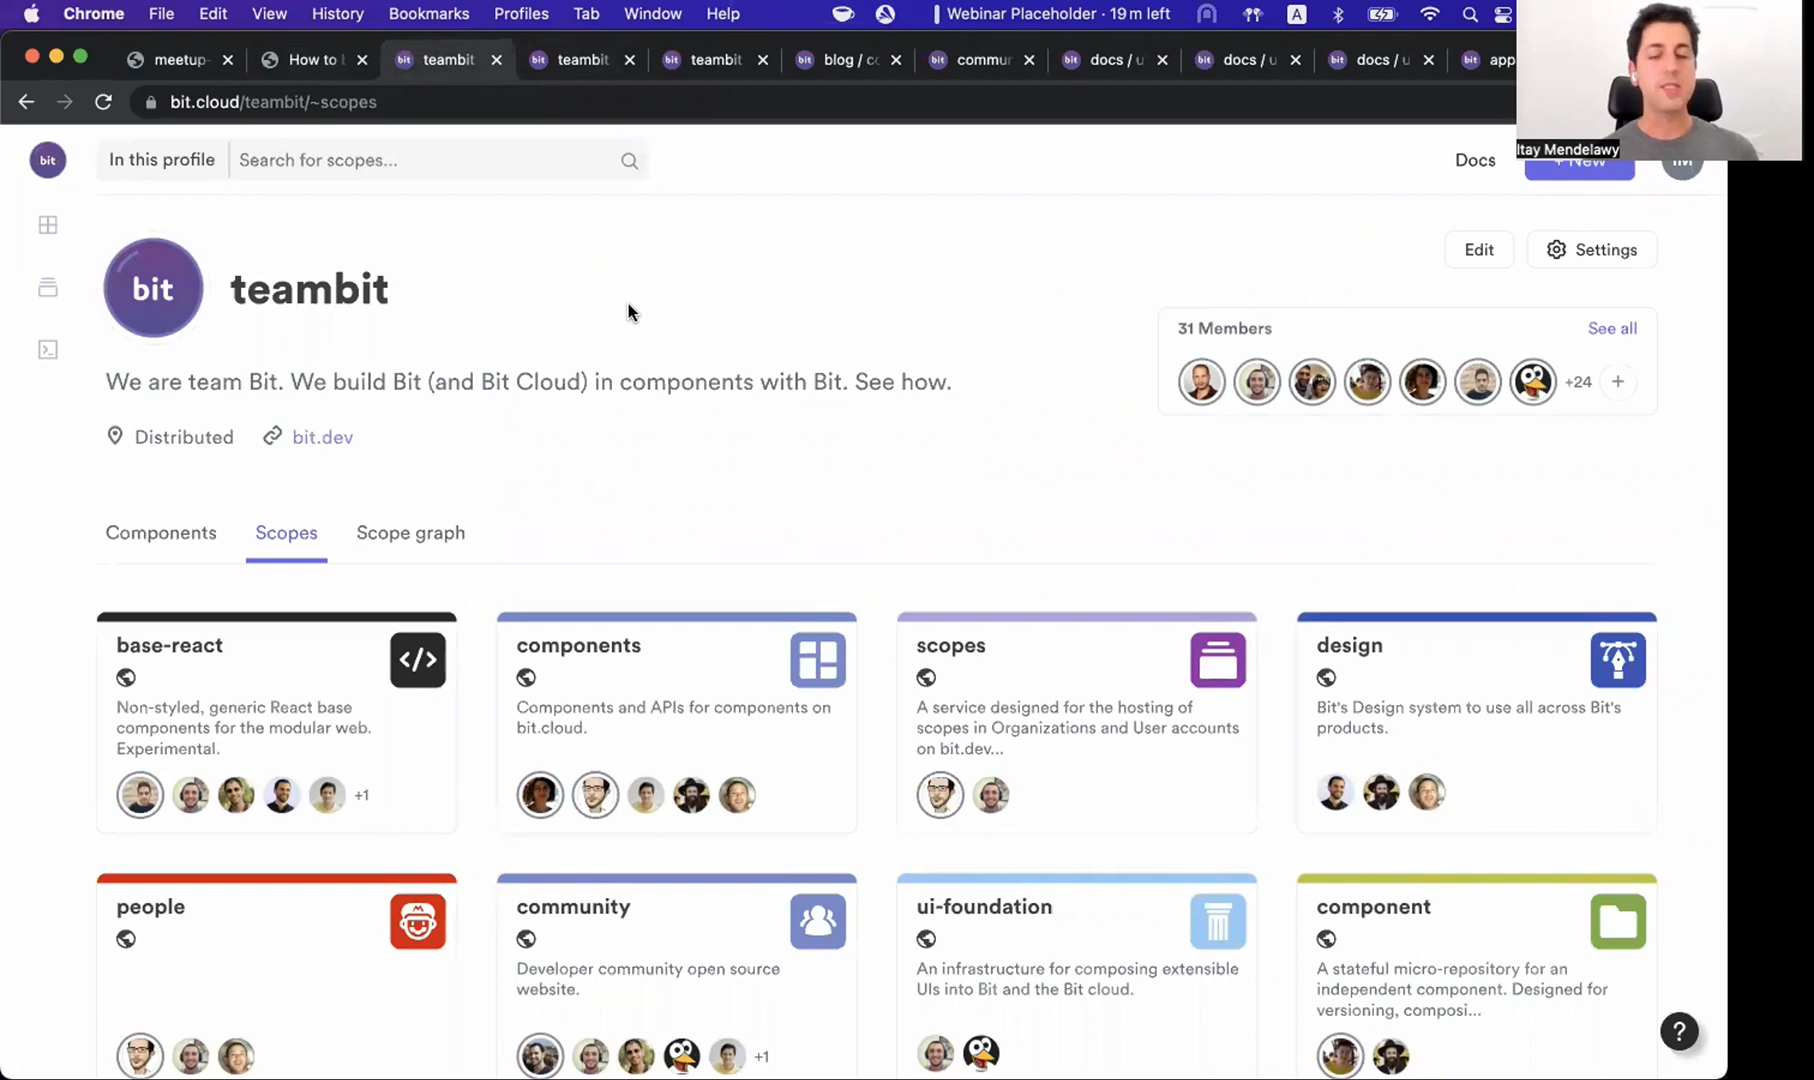 Chrome File Edit View History Bookmarks Profiles Tab Window Help
Webinar Placeholder · 19 m left A
meetup- How to teambit teambit teambit blog / commu docs / docs / docs / app
bit.cloud/teambit/~scopes
Itay Mendelawy
bit In this profile Search for scopes... Docs
Edit Settings
bit teambit
31 Members See all
+24
We are team Bit. We build Bit (and Bit Cloud) in components with Bit. See how.
Distributed bit.dev
Components Scopes Scope graph
base-react
Non-styled, generic React base
components for the modular web.
Experimental.
+1
components
Components and APIs for components on
bit.cloud.
scopes
A service designed for the hosting of
scopes in Organizations and User accounts
on bit.dev...
design
Bit's Design system to use all across Bit's
products.
people
community
Developer community open source
website.
+1
ui-foundation
An infrastructure for composing extensible
UIs into Bit and the Bit cloud.
component
A stateful micro-repository for an
independent component. Designed for
versioning, composi...
?